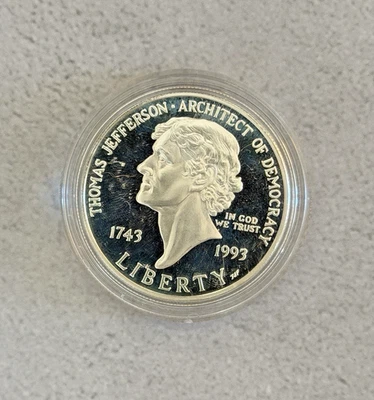 THOMAS JEFFERSON · ARCHITECT OF DEMOCRACY
IN GOD
WE TRUST
1743
1993
LIBERTY